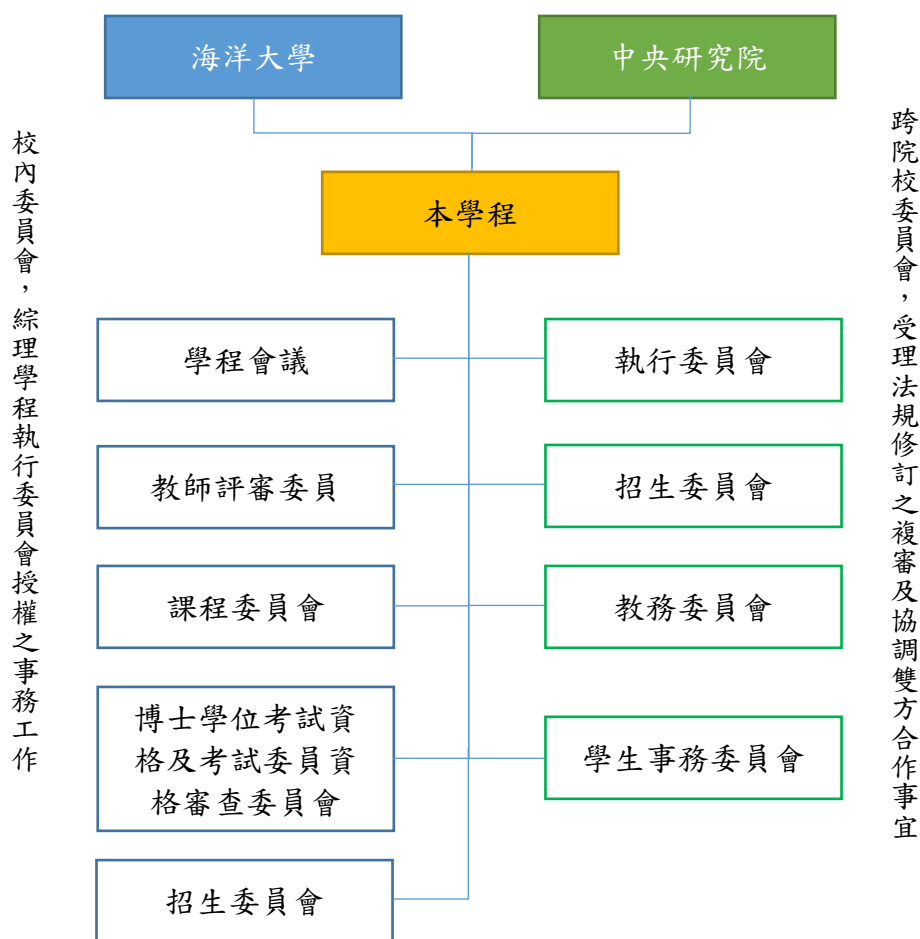 海洋大學
中央研究院
本學程
校內委員會，綜理學程執行委員會授權之事務工作
學程會議
執行委員會
教師評審委員
招生委員會
課程委員會
教務委員會
博士學位考試資
格及考試委員資
格審查委員會
學生事務委員會
招生委員會
跨院校委員會，受理法規修訂之複審及協調雙方合作事宜